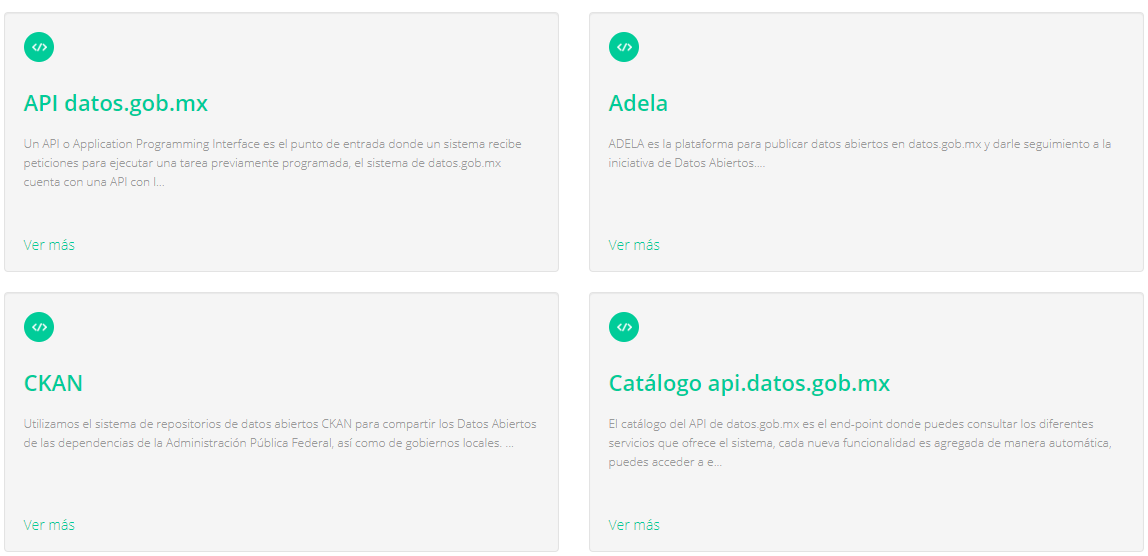 API datos.gob.mx
Un API o Application Programming Interface es el punto de entrada donde un sistema recibe
peticiones para ejecutar una tarea previamente programada, el sistema de datos.gob.mx
cuenta con una API con l...
Ver más
Adela
ADELA es la plataforma para publicar datos abiertos en datos.gob.mx y darle seguimiento a la
iniciativa de Datos Abiertos....
Ver más
CKAN
Utilizamos el sistema de repositorios de datos abiertos CKAN para compartir los Datos Abiertos
de las dependencias de la Administración Pública Federal, así como de gobiernos locales. ...
Ver más
Catálogo api.datos.gob.mx
El catálogo del API de datos.gob.mx es el end-point donde puedes consultar los diferentes
servicios que ofrece el sistema, cada nueva funcionalidad es agregada de manera automática,
puedes acceder a e...
Ver más